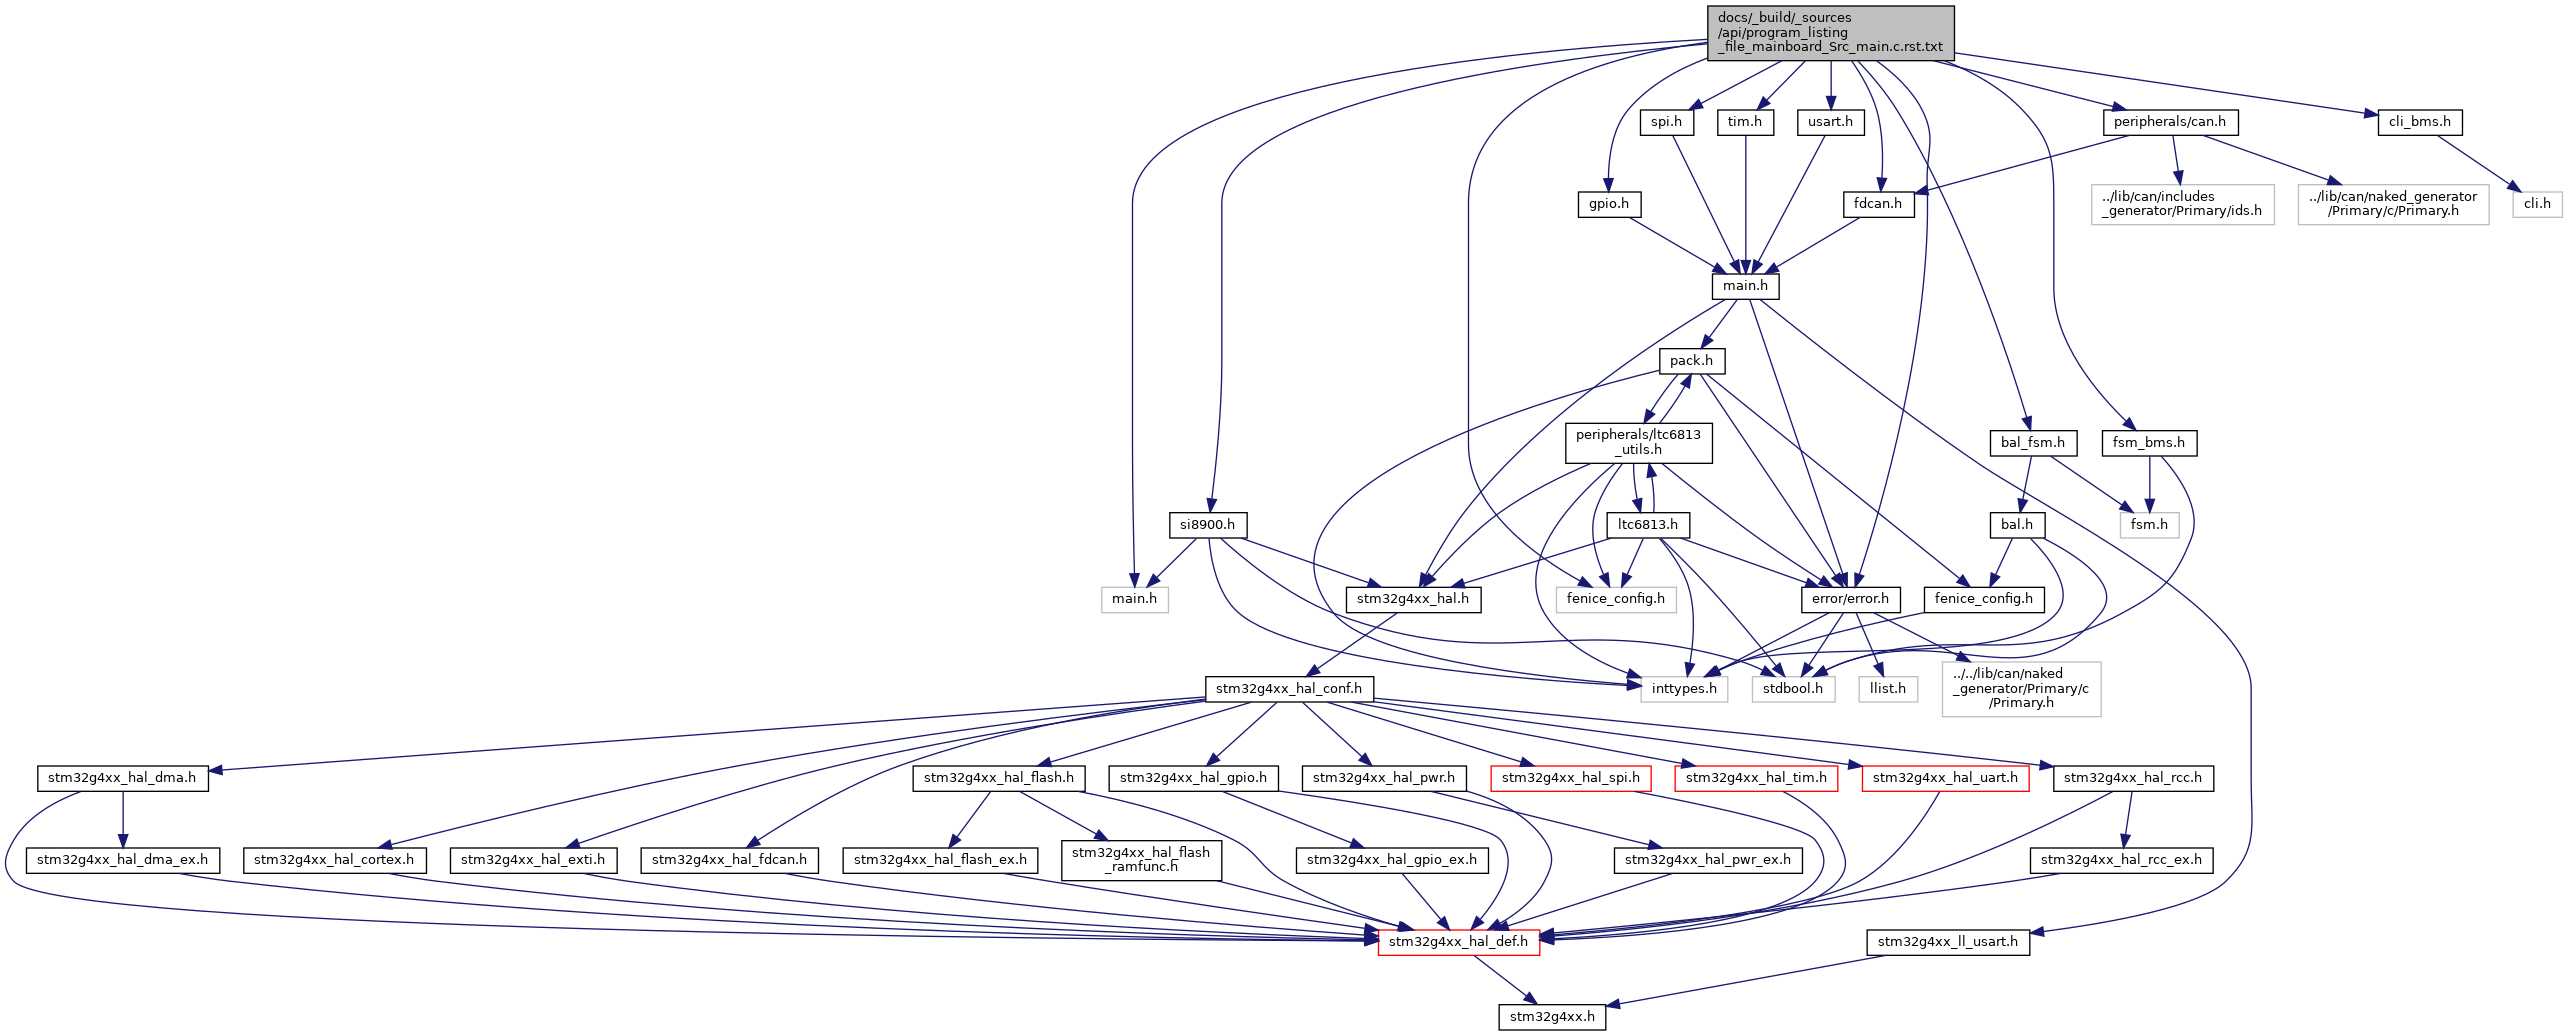 docs/_build/_sources
/api/program_listing
_file_mainboard_Src_main.c.rst.txt
spi.h
tim.h
usart.h
peripherals/can.h
cli_bms.h
gpio.h
fdcan.h
../lib/can/includes
_generator/Primary/ids.h
../lib/can/naked_generator
/Primary/c/Primary.h
cli.h
main.h
pack.h
peripherals/ltc6813
_utils.h
bal_fsm.h
fsm_bms.h
si8900.h
ltc6813.h
bal.h
fsm.h
main.h
stm32g4xx_hal.h
fenice_config.h
error/error.h
fenice_config.h
stm32g4xx_hal_conf.h
inttypes.h
stdbool.h
llist.h
../../lib/can/naked
_generator/Primary/c
/Primary.h
stm32g4xx_hal_dma.h
stm32g4xx_hal_flash.h
stm32g4xx_hal_gpio.h
stm32g4xx_hal_pwr.h
stm32g4xx_hal_spi.h
stm32g4xx_hal_tim.h
stm32g4xx_hal_uart.h
stm32g4xx_hal_rcc.h
stm32g4xx_hal_dma_ex.h
stm32g4xx_hal_cortex.h
stm32g4xx_hal_exti.h
stm32g4xx_hal_fdcan.h
stm32g4xx_hal_flash_ex.h
stm32g4xx_hal_flash
_ramfunc.h
stm32g4xx_hal_gpio_ex.h
stm32g4xx_hal_pwr_ex.h
stm32g4xx_hal_rcc_ex.h
stm32g4xx_hal_def.h
stm32g4xx_ll_usart.h
stm32g4xx.h